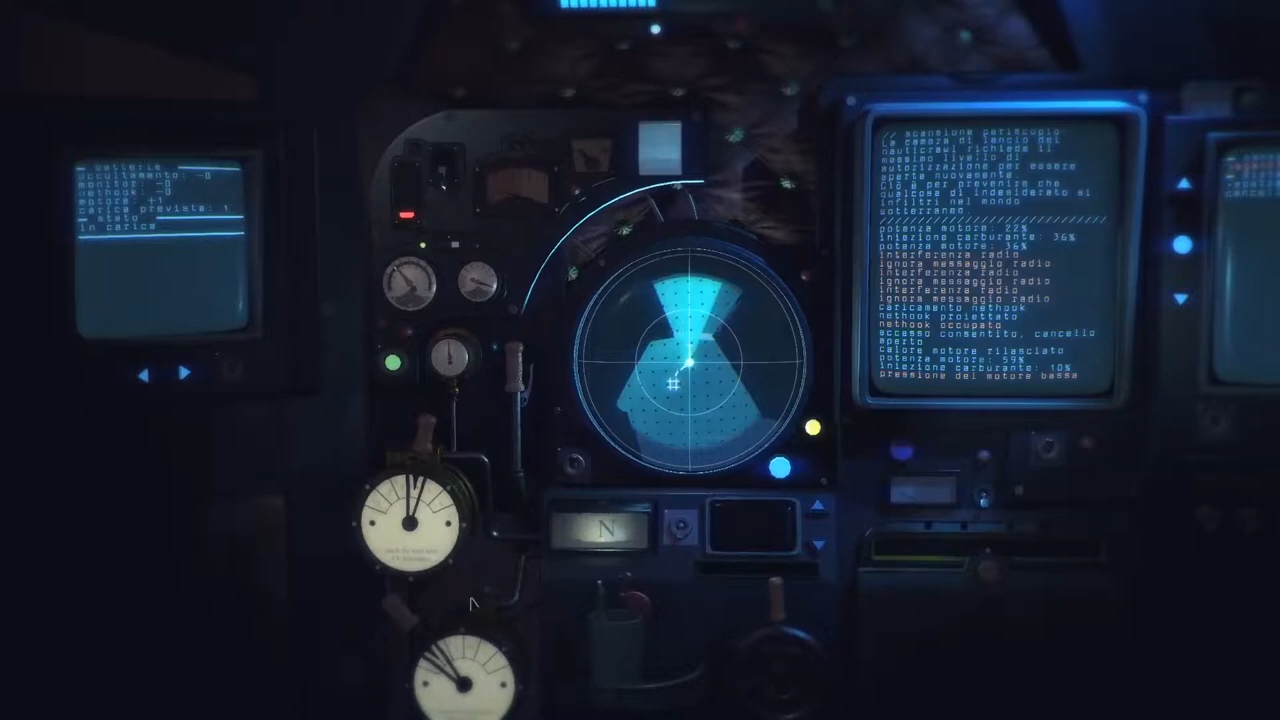 batterie
occultamento: -0
monitor: -0
nethook: -0
motore: +1
carica prevista: 1
stato
in carica
// scansione periscopio
La camera di lancio dei
nauticrawl richiede il
massimo livello di
autorizzazione per essere
aperta nuovamente.
Ciò è per prevenire che
qualcosa di indesiderato si
infiltri nel mondo
sotterraneo.
////////////////////////////////
potenza motore: 22%
iniezione carburante: 36%
potenza motore: 36%
interferenza radio
ignora messaggio radio
interferenza radio
ignora messaggio radio
interferenza radio
ignora messaggio radio
caricamento nethook
nethook proiettato
nethook occupato
accesso consentito, cancello
aperto
calore motore rilasciato
potenza motore: 59%
iniezione carburante: 10%
pressione del motore bassa
#
N